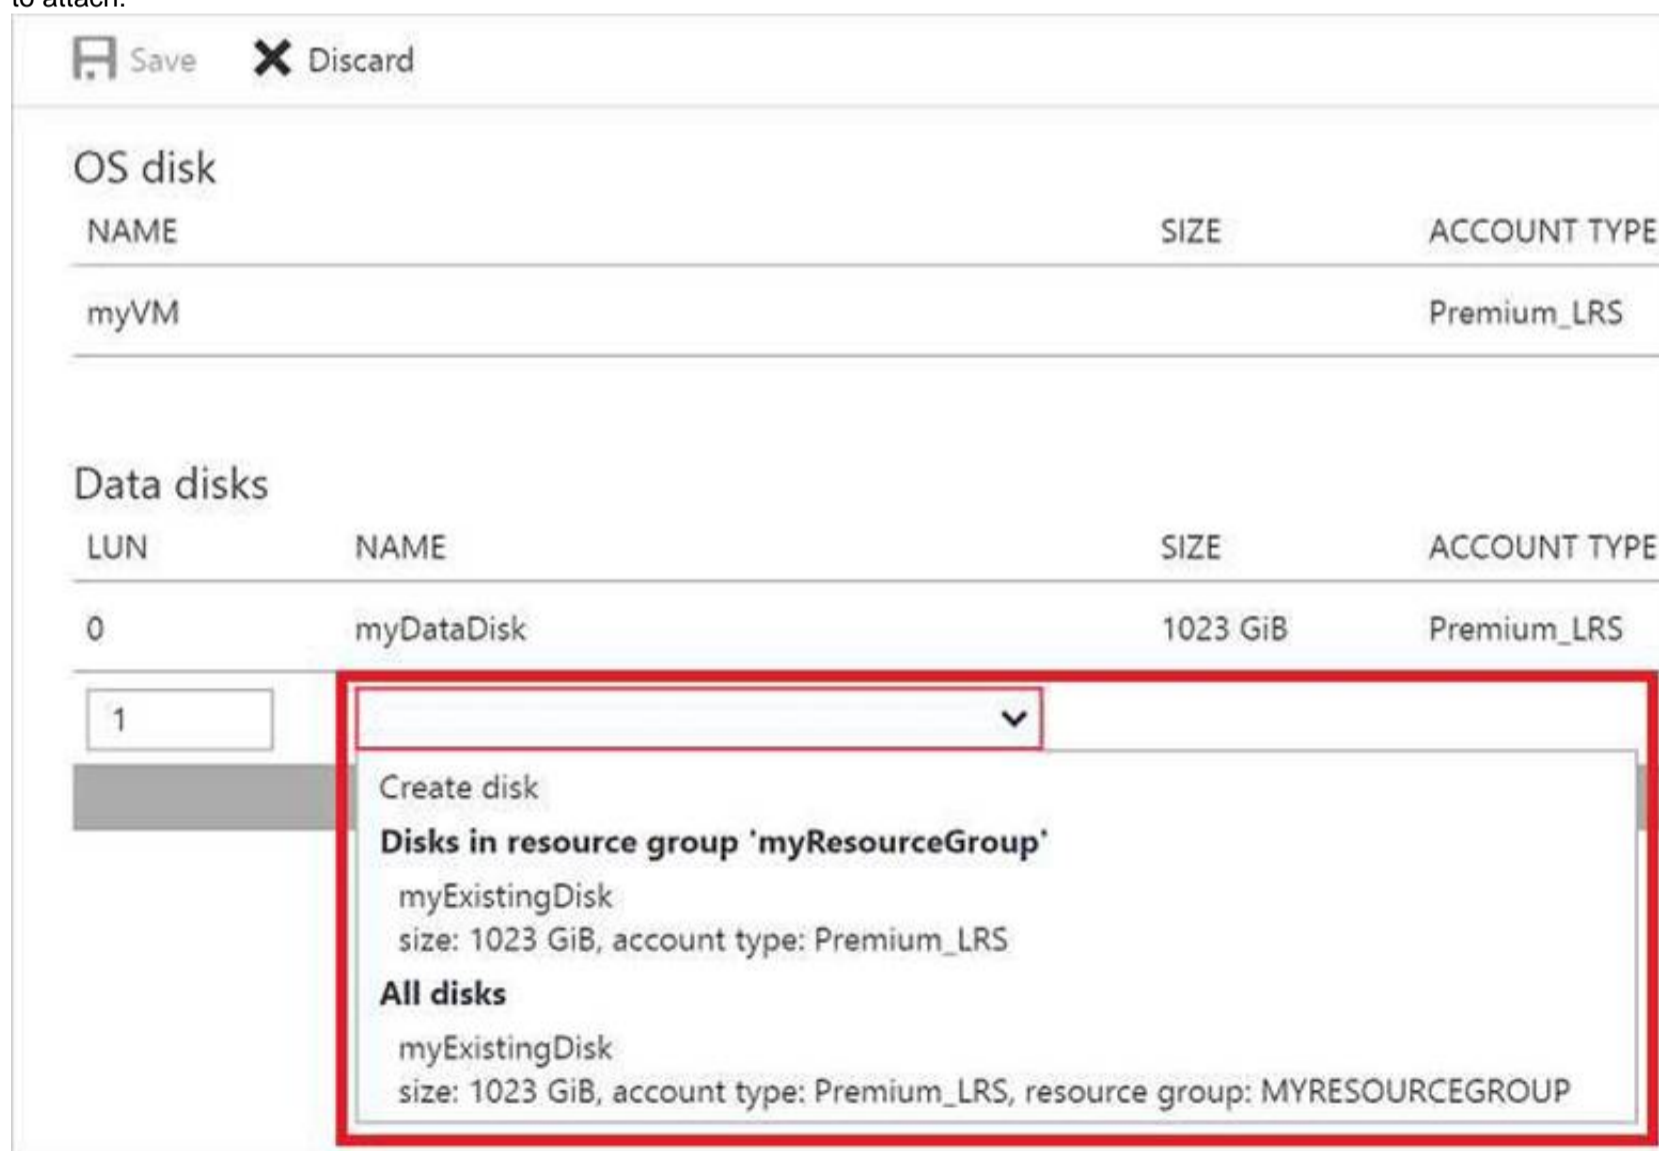 to attach.
Save Discard
OS disk
NAME SIZE ACCOUNT TYPE
myVM Premium_LRS
Data disks
LUN NAME SIZE ACCOUNT TYPE
0 myDataDisk 1023 GiB Premium_LRS
1
Create disk
Disks in resource group 'myResourceGroup'
myExistingDisk
size: 1023 GiB, account type: Premium_LRS
All disks
myExistingDisk
size: 1023 GiB, account type: Premium_LRS, resource group: MYRESOURCEGROUP